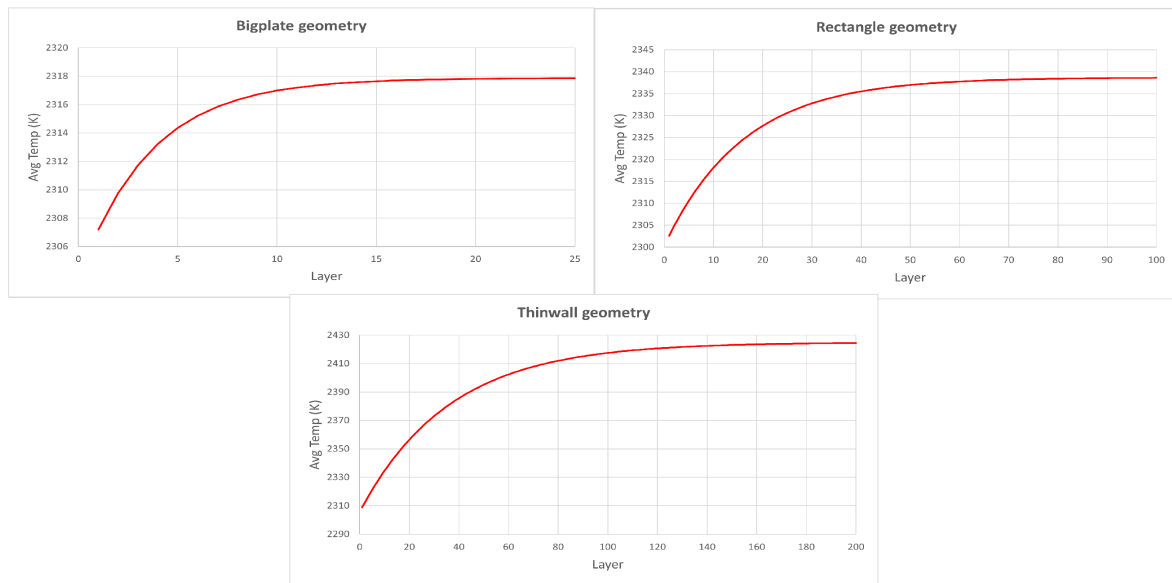 Bigplate geometry
2320
2318
2316
2314
2312
2310
2308
2306
Avg Temp (K)
0 5 10 15 20 25
Layer
Rectangle geometry
2345
2340
2335
2330
2325
2320
2315
2310
2305
2300
Avg Temp (K)
0 10 20 30 40 50 60 70 80 90 100
Layer
Thinwall geometry
2430
2410
2390
2370
2350
2330
2310
2290
Avg Temp (K)
0 20 40 60 80 100 120 140 160 180 200
Layer